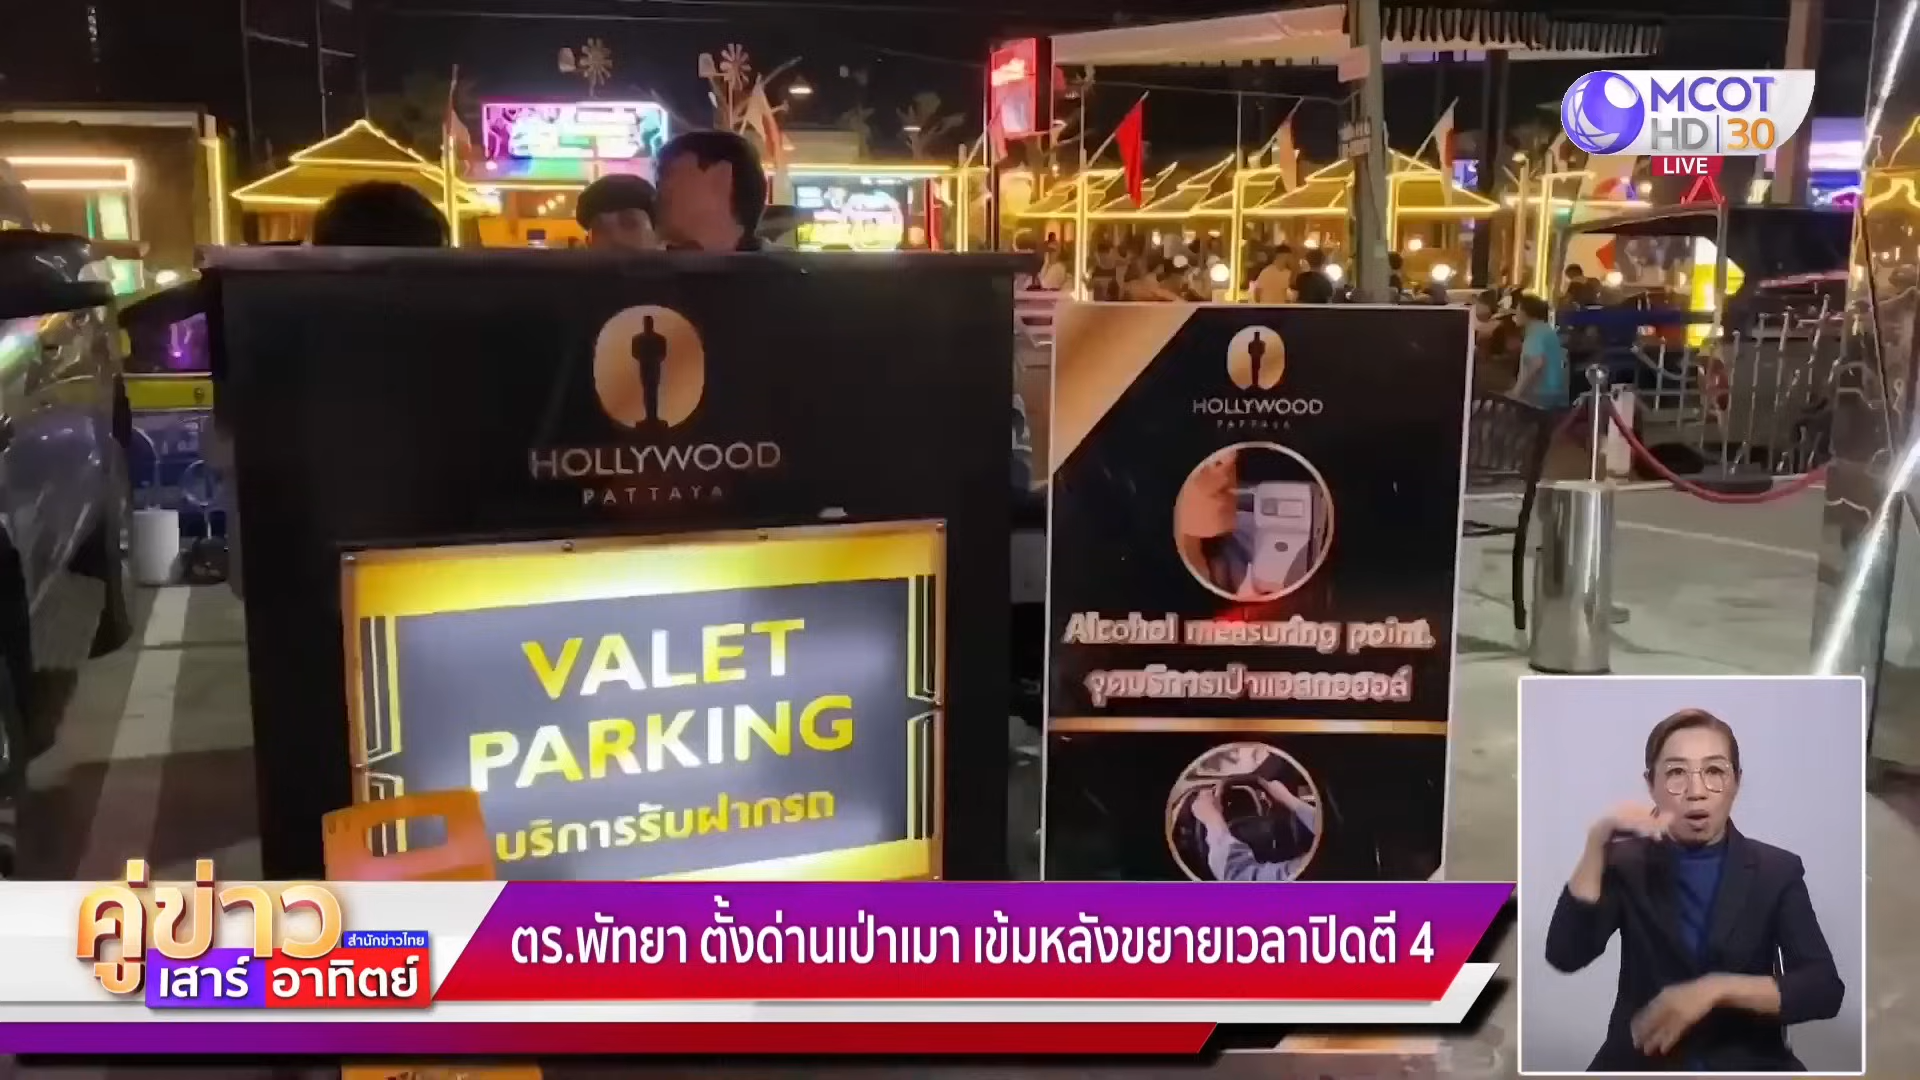 MCOT
HD 30
LIVE
HOLLYWOOD
PATTAYA
VALET
PARKING
บริการรับฝากรถ
HOLLYWOOD
PATTAYA
Alcohol measuring point.
จุดบริการเป่าแอลกอฮอล์
คู่ข่าว
สำนักข่าวไทย
เสาร์ อาทิตย์
ตร.พัทยา ตั้งด่านเป่าเมา เข้มหลังขยายเวลาปิดตี 4